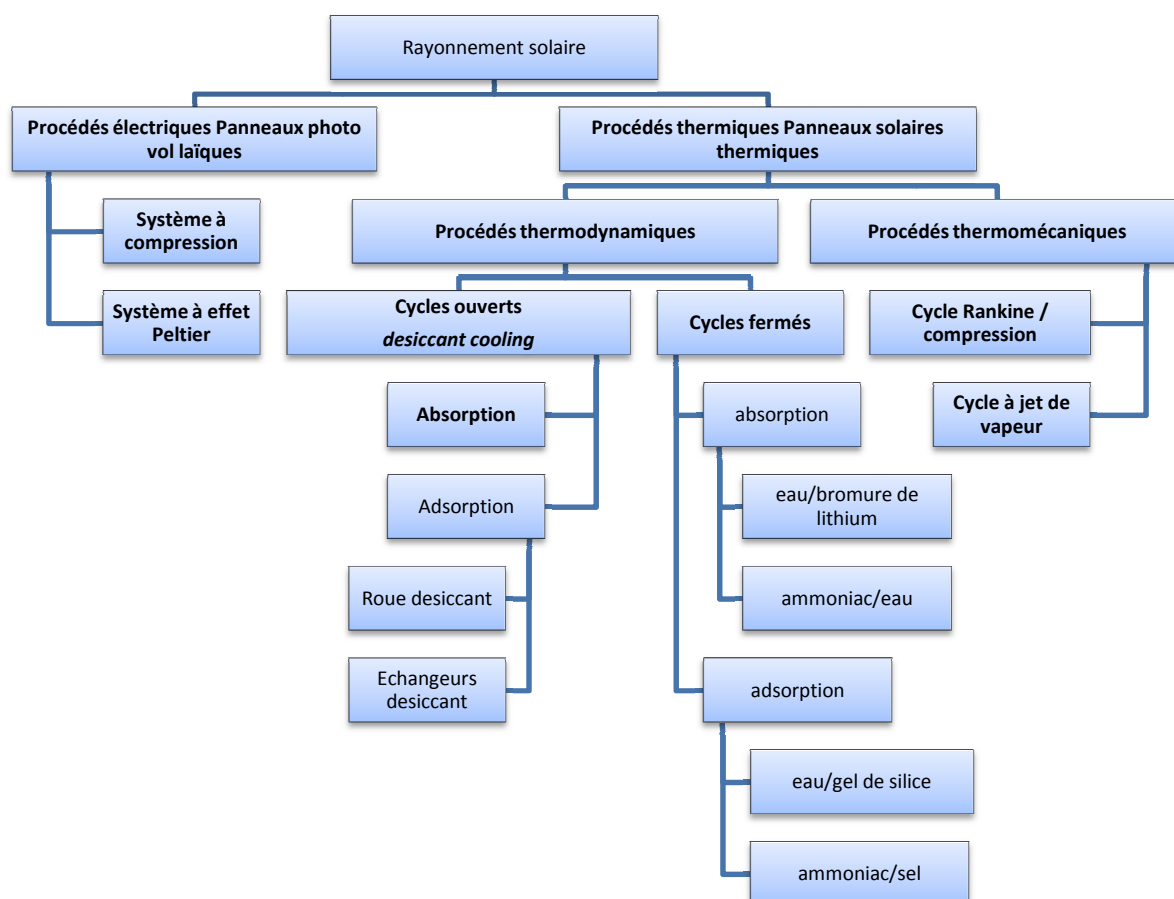 Rayonnement solaire
Procédés électriques Panneaux photo
vol laïques
Procédés thermiques Panneaux solaires
thermiques
Système à
compression
Système à effet
Peltier
Procédés thermodynamiques
Procédés thermomécaniques
Cycles ouverts
desiccant cooling
Cycles fermés
Cycle Rankine /
compression
Cycle à jet de
vapeur
Absorption
Adsorption
Roue desiccant
Echangeurs
desiccant
absorption
eau/bromure de
lithium
ammoniac/eau
adsorption
eau/gel de silice
ammoniac/sel